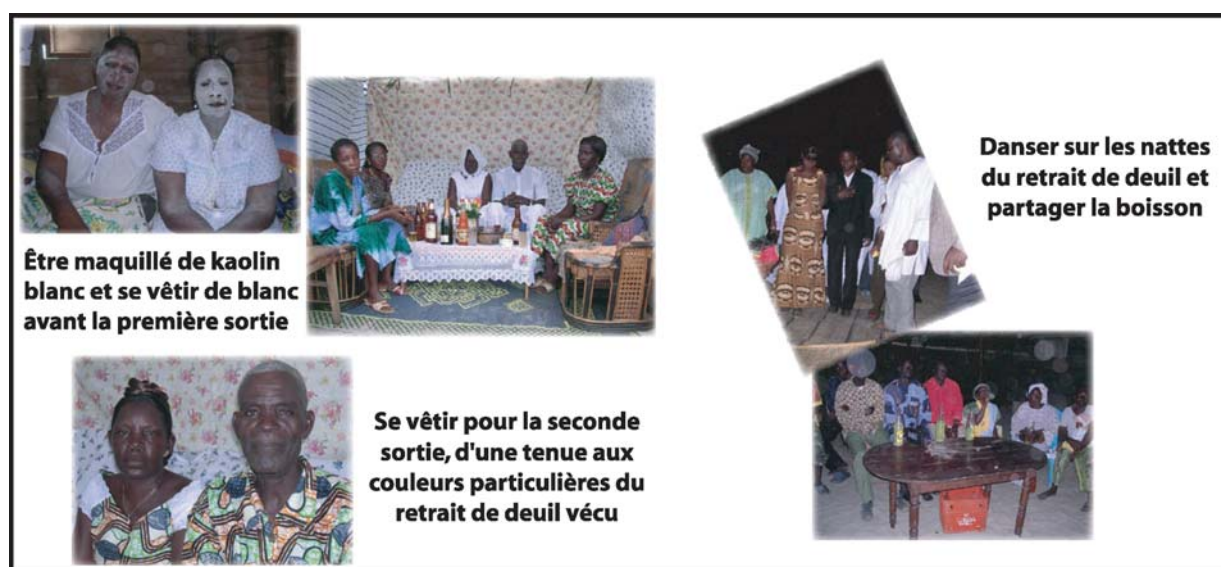 Être maquillé de kaolin
blanc et se vêtir de blanc
avant la première sortie
Danser sur les nattes
du retrait de deuil et
partager la boisson
Se vêtir pour la seconde
sortie, d'une tenue aux
couleurs particulières du
retrait de deuil vécu